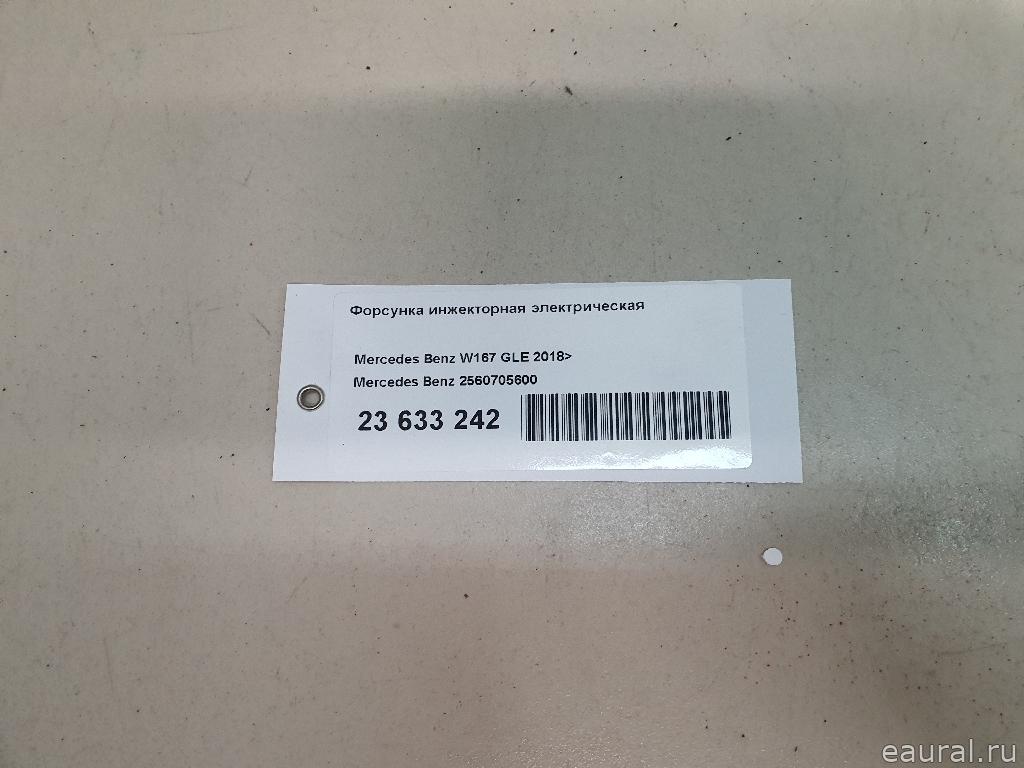 Форсунка инжекторная электрическая
Mercedes Benz W167 GLE 2018>
Mercedes Benz 2560705600
23 633 242
eaural.ru